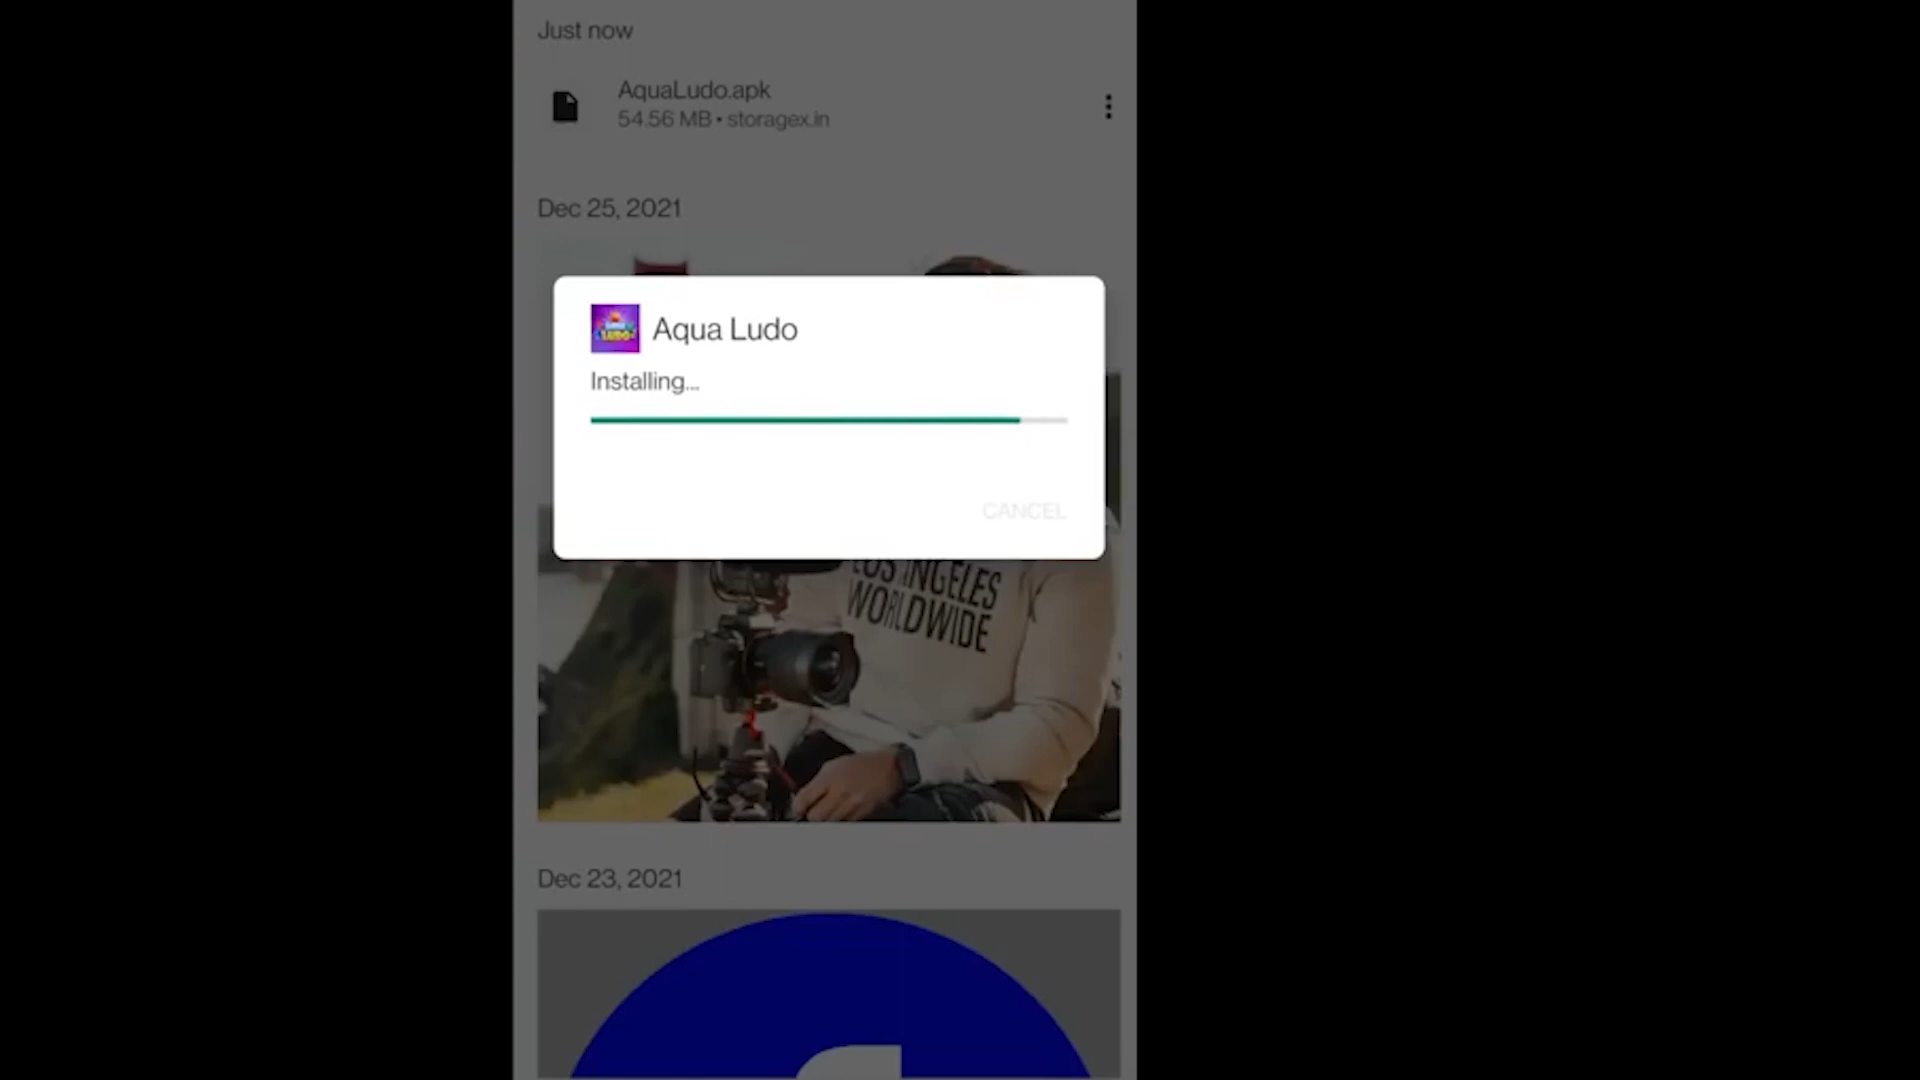 Just now
AquaLudo.apk
54.56 MB • storagex.in
Dec 25, 2021
Aqua Ludo
Installing...
CANCEL
LOS ANGELES
WORLDWIDE
Dec 23, 2021